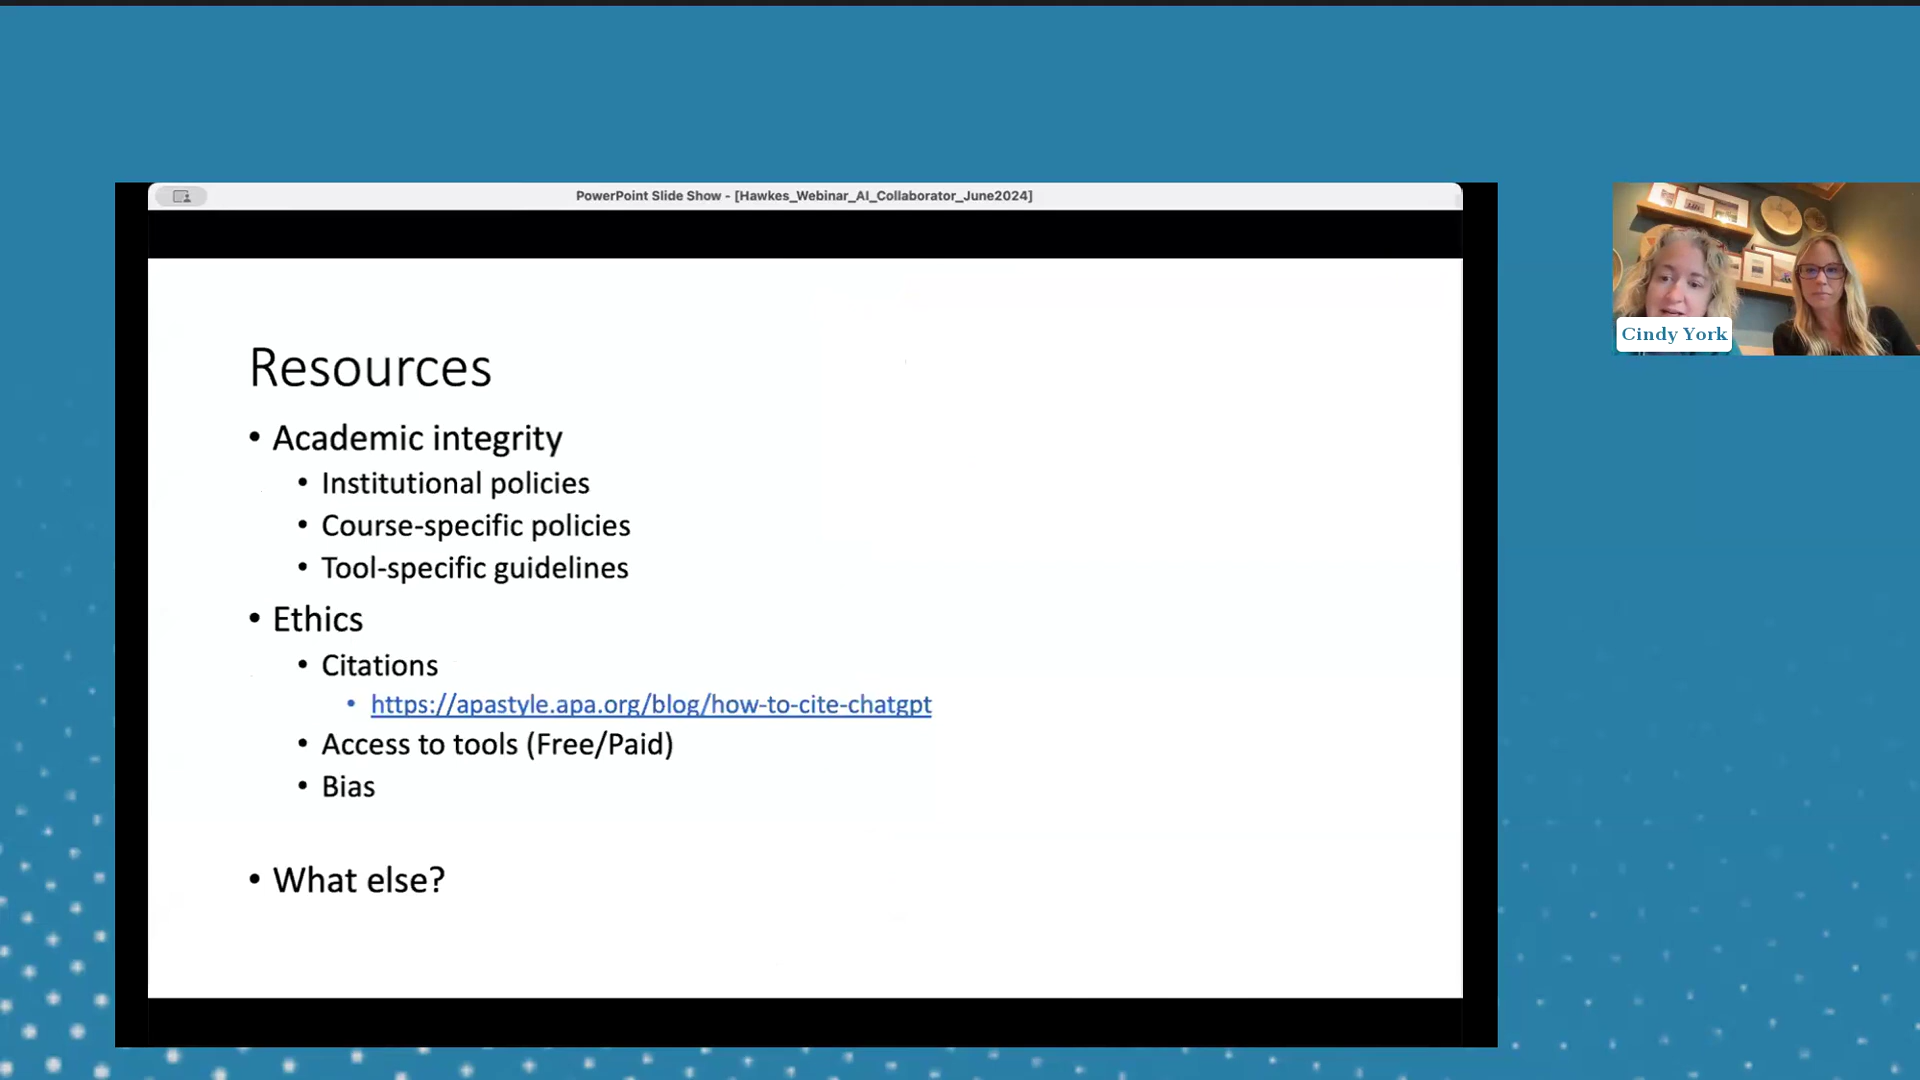 PowerPoint Slide Show - [Hawkes_Webinar_AI_Collaborator_June2024]
Cindy York
Resources
• Academic integrity
• Institutional policies
• Course-specific policies
• Tool-specific guidelines
• Ethics
• Citations
• https://apastyle.apa.org/blog/how-to-cite-chatgpt
• Access to tools (Free/Paid)
• Bias
• What else?